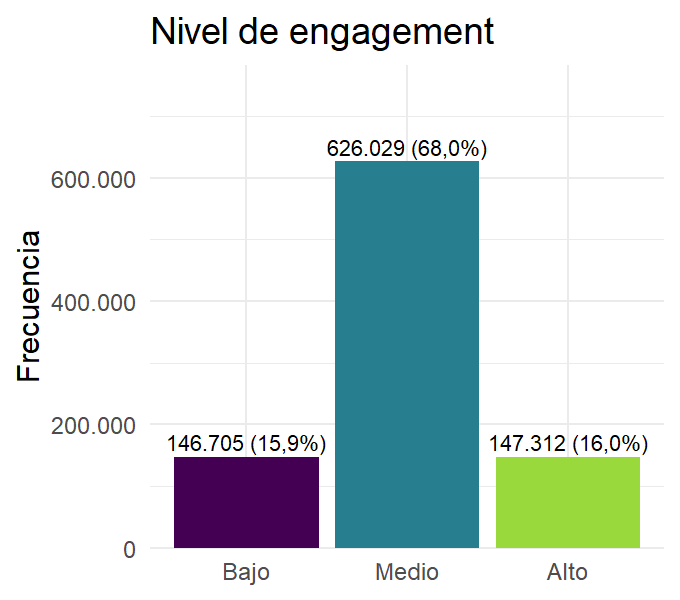 Nivel de engagement
626.029 (68,0%)
600.000
400.000
Frecuencia
200.000
146.705 (15,9%)
147.312 (16,0%)
0
Bajo
Medio
Alto